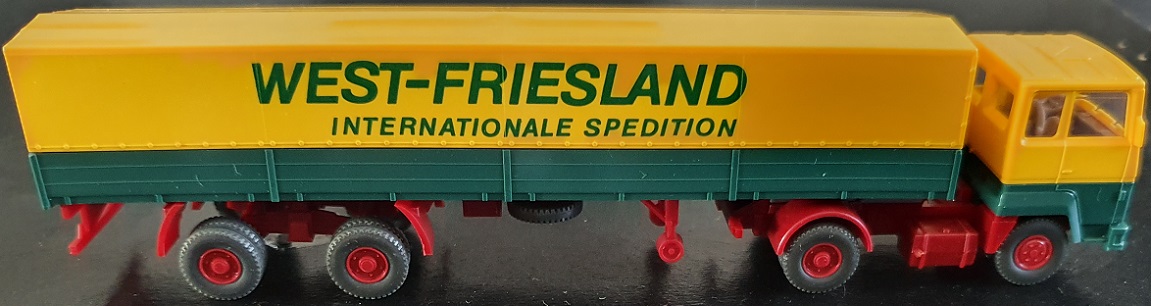 WEST-FRIESLAND
INTERNATIONALE SPEDITION